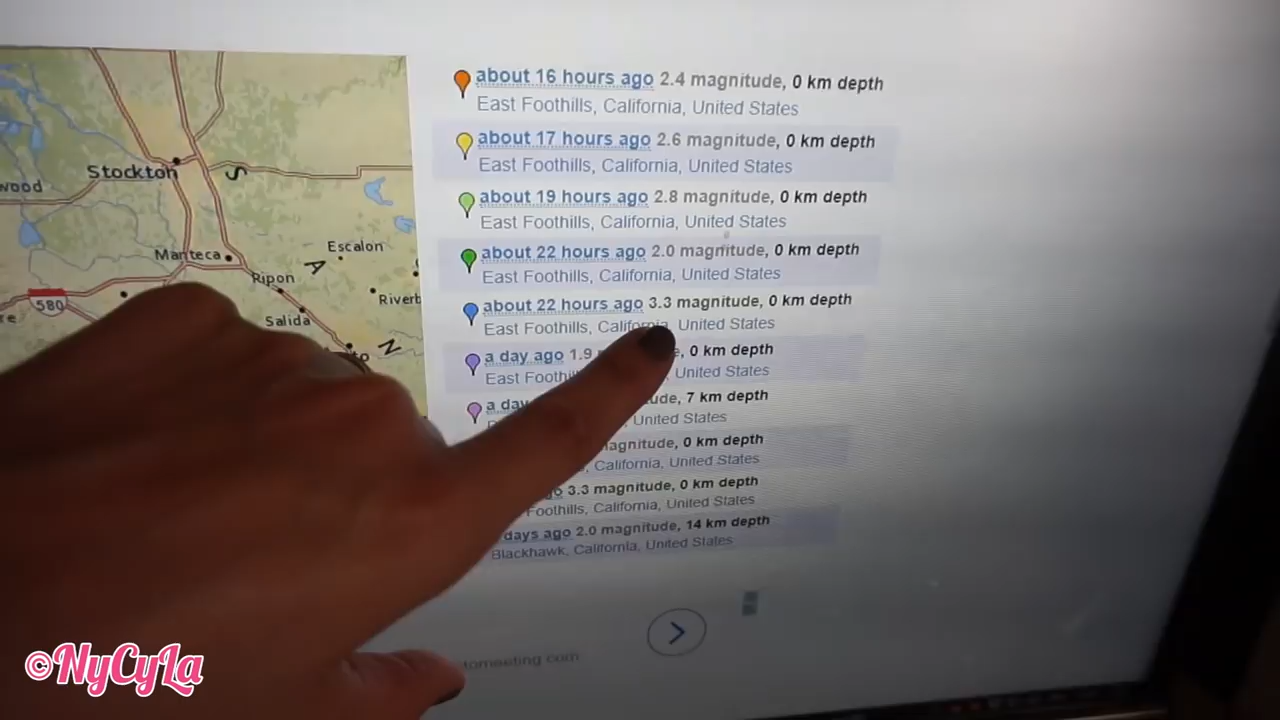 about 16 hours ago 2.4 magnitude, 0 km depth
East Foothills, California, United States
about 17 hours ago 2.6 magnitude, 0 km depth
East Foothills, California, United States
about 19 hours ago 2.8 magnitude, 0 km depth
East Foothills, California, United States
about 22 hours ago 2.0 magnitude, 0 km depth
East Foothills, California, United States
about 22 hours ago 3.3 magnitude, 0 km depth
East Foothills, California, United States
a day ago 1.9 , 0 km depth
East United States
a day 7 km depth
United States
magnitude, 0 km depth
California, United States
3.3 magnitude, 0 km depth
Foothills, California, United States
days ago 2.0 magnitude, 14 km depth
Blackhawk, California, United States
Stockton
wood
S
Manteca
Escalon
A
Ripon
580
Riverb
Salida
N
©NyCyLa